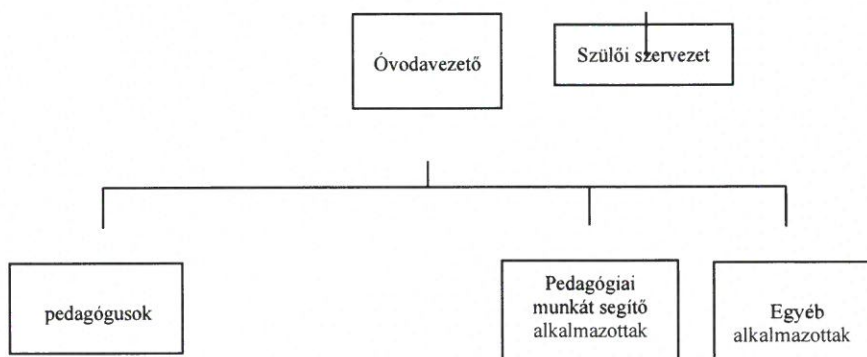 Óvodavezető
Szülői szervezet
pedagógusok
Pedagógiai
munkát segítő
alkalmazottak
Egyéb
alkalmazottak